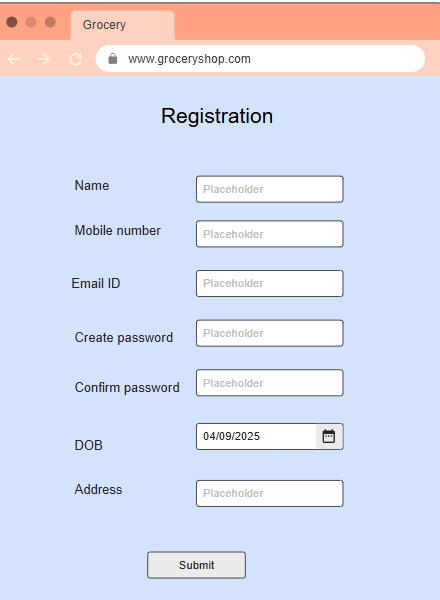 Grocery
www.groceryshop.com
Registration
Name Placeholder
Mobile number Placeholder
Email ID Placeholder
Create password Placeholder
Confirm password Placeholder
DOB 04/09/2025
Address Placeholder
Submit